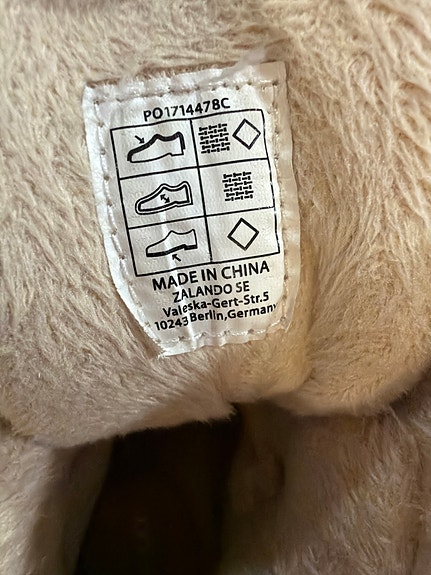 PO1714478C
MADE IN CHINA
ZALANDO SE
Valeska-Gert-Str.5
10243 Berlin,Germany